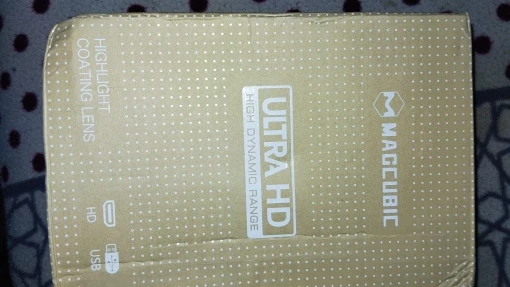 MAGCUBIC
ULTRA HD
HIGH DYNAMIC RANGE
HIGHLIGHT
COATING LENS
HD
USB